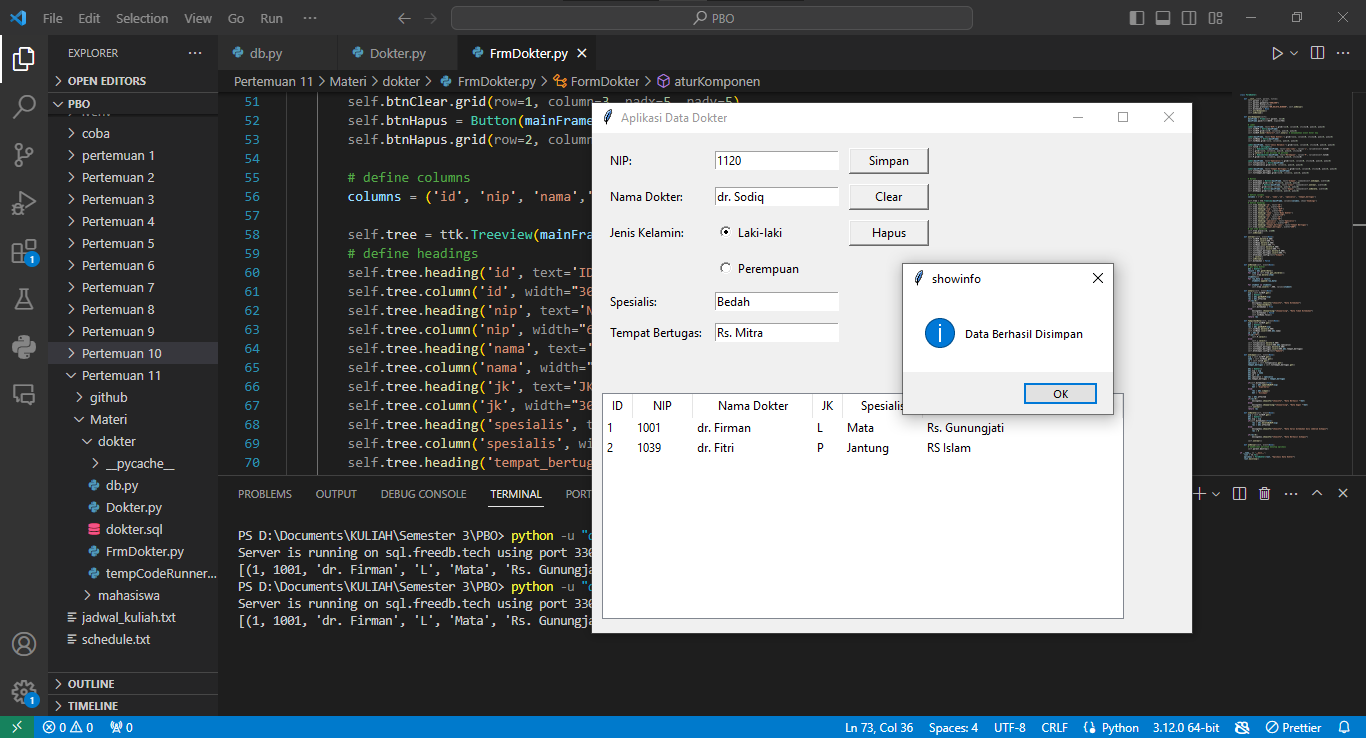 File Edit Selection View Go Run ··· PBO
EXPLORER ···
OPEN EDITORS
PBO
coba
pertemuan 1
Pertemuan 2
Pertemuan 3
Pertemuan 4
Pertemuan 5
Pertemuan 6
Pertemuan 7
Pertemuan 8
Pertemuan 9
Pertemuan 10
Pertemuan 11
github
Materi
dokter
__pycache__
db.py
Dokter.py
dokter.sql
FrmDokter.py
tempCodeRunner...
mahasiswa
jadwal_kuliah.txt
schedule.txt
OUTLINE
TIMELINE
1
1
db.py Dokter.py FrmDokter.py
Pertemuan 11 > Materi > dokter > FrmDokter.py > FormDokter > aturKomponen
51 self.btnClear.grid(row=1, column=3, padx=5, pady=5)
52 self.btnHapus = Button(mainFrame
53 self.btnHapus.grid(row=2, colum
54
55 # define columns
56 columns = ('id', 'nip', 'nama','
57
58 self.tree = ttk.Treeview(mainFra
59 # define headings
60 self.tree.heading('id', text='ID
61 self.tree.column('id', width="30
62 self.tree.heading('nip', text='N
63 self.tree.column('nip', width="6
64 self.tree.heading('nama', text='
65 self.tree.column('nama', width="
66 self.tree.heading('jk', text='JK
67 self.tree.column('jk', width="30
68 self.tree.heading('spesialis', t
69 self.tree.column('spesialis', wi
70 self.tree.heading('tempat_bertug
Aplikasi Data Dokter
NIP: 1120 Simpan
Nama Dokter: dr. Sodiq Clear
Jenis Kelamin: Laki-laki Hapus
Perempuan
Spesialis: Bedah
Tempat Bertugas: Rs. Mitra
showinfo
Data Berhasil Disimpan
OK
ID NIP Nama Dokter JK Spesialis
1 1001 dr. Firman L Mata Rs. Gunungjati
2 1039 dr. Fitri P Jantung RS Islam
PROBLEMS OUTPUT DEBUG CONSOLE TERMINAL PORT
PS D:\Documents\KULIAH\Semester 3\PBO> python -u "d
Server is running on sql.freedb.tech using port 330
[(1, 1001, 'dr. Firman', 'L', 'Mata', 'Rs. Gunungja
PS D:\Documents\KULIAH\Semester 3\PBO> python -u "d
Server is running on sql.freedb.tech using port 330
[(1, 1001, 'dr. Firman', 'L', 'Mata', 'Rs. Gunungja
0 0 0 Ln 73, Col 36 Spaces: 4 UTF-8 CRLF Python 3.12.0 64-bit Prettier